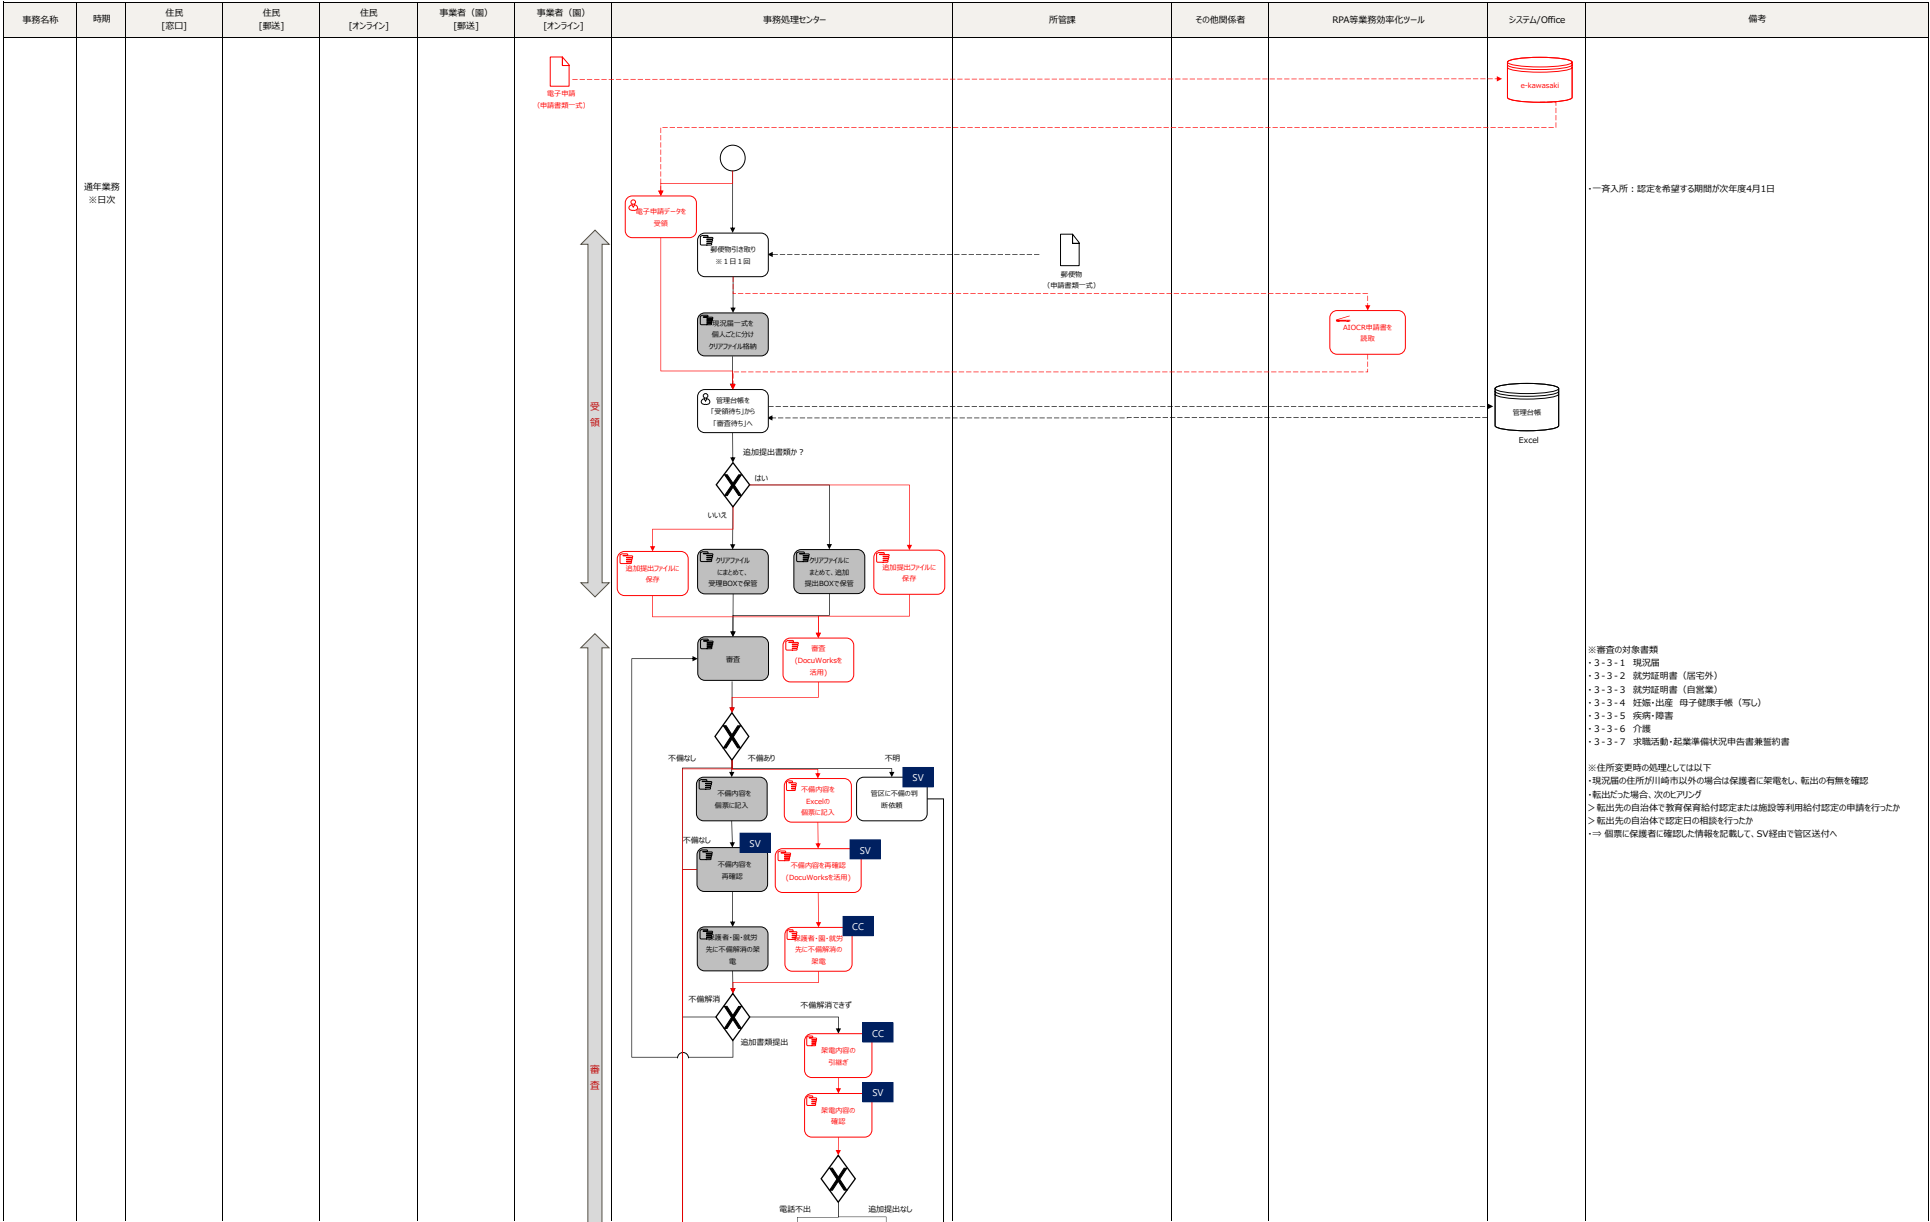 事務名称
時期
住民
[窓口]
住民
[郵送]
住民
[オンライン]
事業者（園）
[郵送]
事業者（園）
[オンライン]
事務処理センター
所管課
その他関係者
RPA等業務効率化ツール
システム/Office
備考
電子申請
（申請書類一式）
e-kawasaki
通年業務
※日次
・一斉入所：認定を希望する期間が次年度4月1日
電子申請データを
受領
郵便物引き取り
※１日１回
郵便物
（申請書類一式）
現況届一式を
個人ごとに分け
クリアファイル格納
AIOCR申請書を
読取
受
領
管理台帳を
「受領待ち」から
「審査待ち」へ
管理台帳
Excel
追加提出書類か？
はい
いいえ
追加提出ファイルに
保存
クリアファイル
にまとめて、
受理BOXで保管
クリアファイルに
まとめて、追加
提出BOXで保管
追加提出ファイルに
保存
審査
審査
(DocuWorksを
活用)
※審査の対象書類
・3-3-1 現況届
・3-3-2 就労証明書（居宅外）
・3-3-3 就労証明書（自営業）
・3-3-4 妊娠・出産 母子健康手帳（写し）
・3-3-5 疾病・障害
・3-3-6 介護
・3-3-7 求職活動・起業準備状況申告書兼誓約書
※住所変更時の処理としては以下
・現況届の住所が川崎市以外の場合は保護者に架電をし、転出の有無を確認
・転出だった場合、次のヒアリング
＞転出先の自治体で教育保育給付認定または施設等利用給付認定の申請を行ったか
＞転出先の自治体で認定日の相談を行ったか
・⇒ 個票に保護者に確認した情報を記載して、SV経由で管区送付へ
不備なし
不備あり
不明
SV
不備内容を
個票に記入
不備内容を
Excelの
個票に記入
管区に不備の判
断依頼
不備なし
SV
SV
不備内容を
再確認
不備内容を再確認
(DocuWorksを活用)
CC
保護者・園・就労
先に不備解消の架
電
保護者・園・就労
先に不備解消の
架電
不備解消
不備解消できず
追加書類提出
CC
架電内容の
引継ぎ
審
査
SV
架電内容の
確認
電話不出
追加提出なし